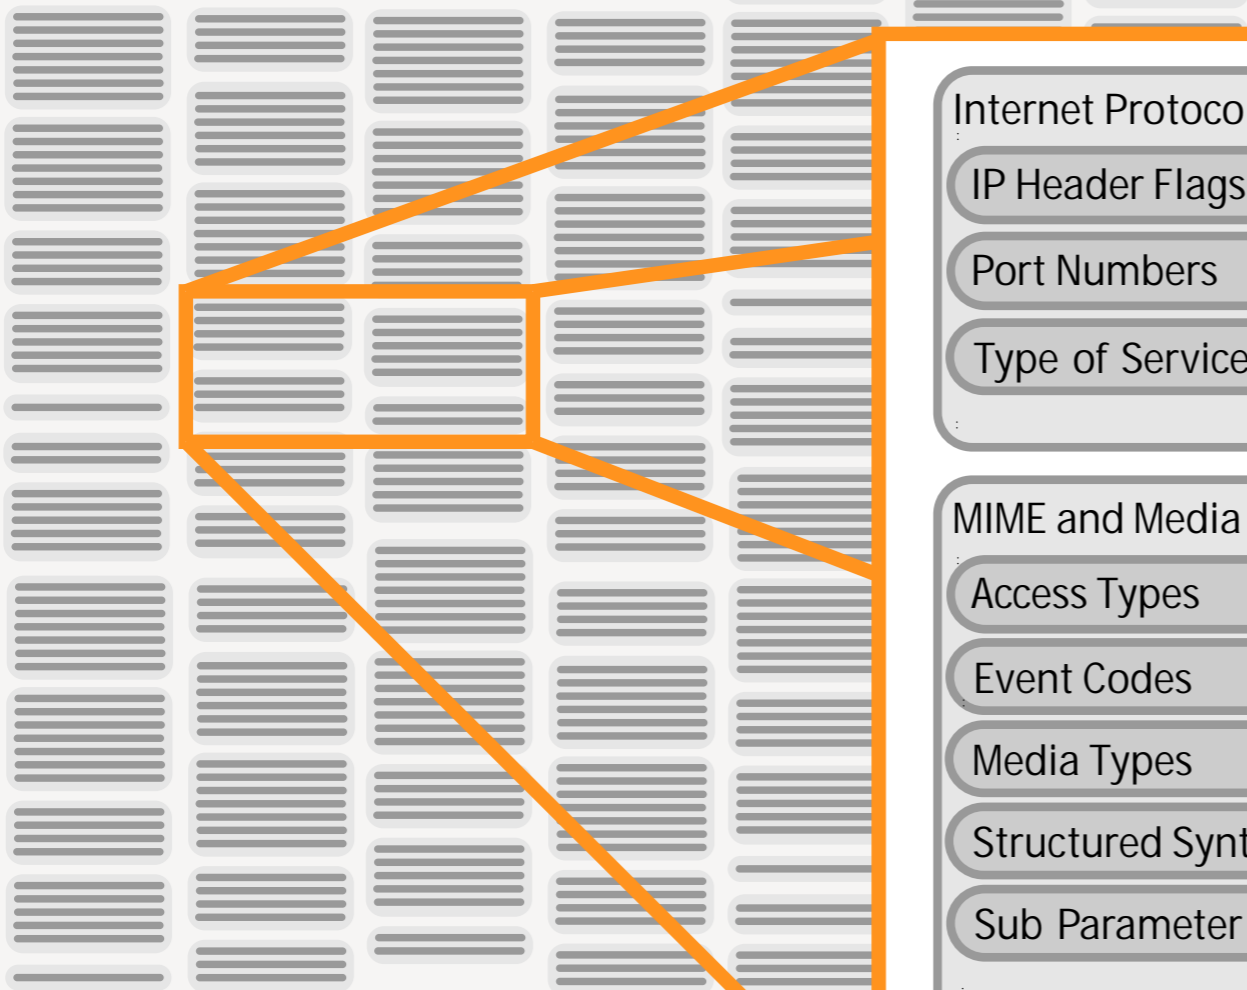 Internet Protoco
:
IP Header Flags
Port Numbers
Type of Service
:
MIME and Media
:
Access Types
Event Codes
:
Media Types
Structured Synt
Sub Parameter